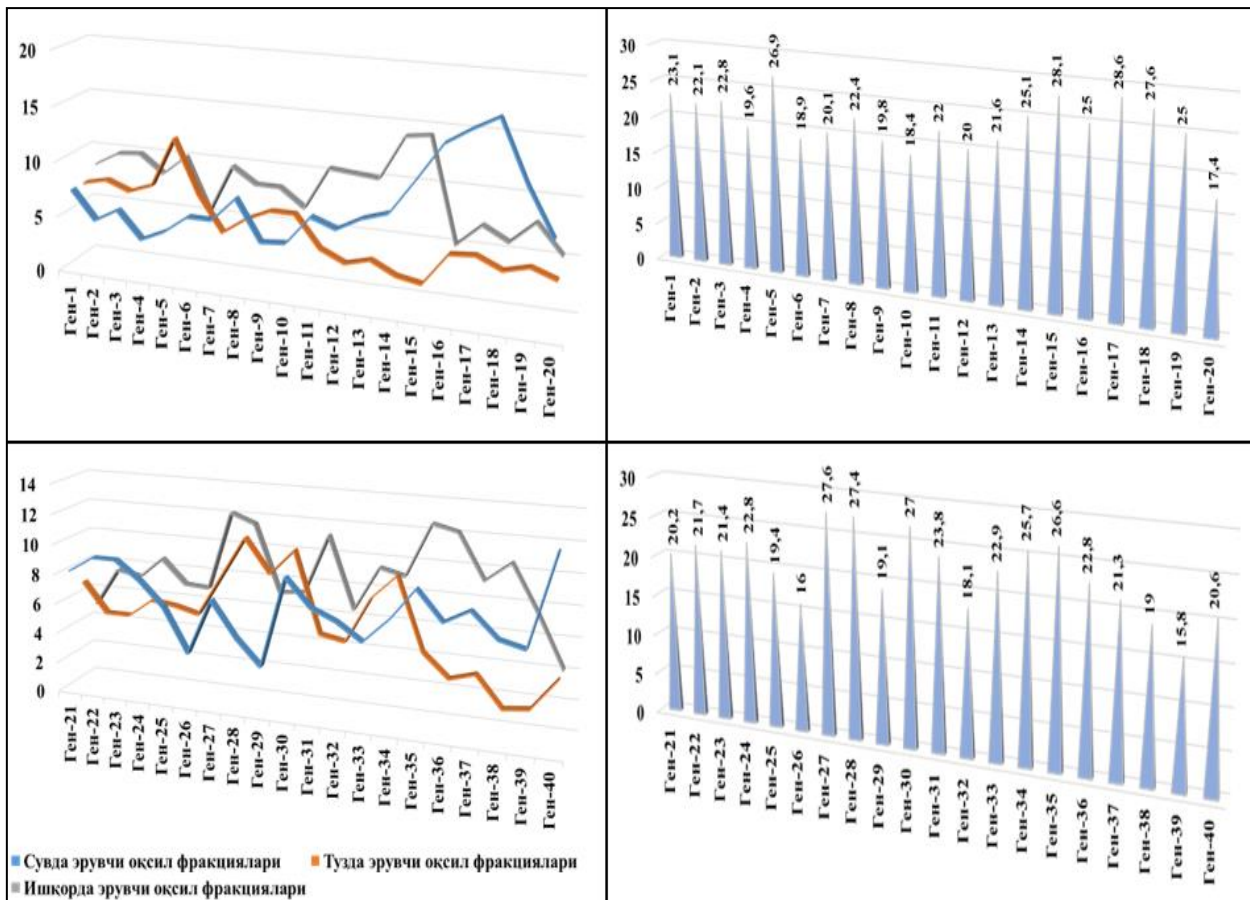 20
15
10
5
0
Ген-1
Ген-2
Ген-3
Ген-4
Ген-5
Ген-6
Ген-7
Ген-8
Ген-9
Ген-10
Ген-11
Ген-12
Ген-13
Ген-14
Ген-15
Ген-16
Ген-17
Ген-18
Ген-19
Ген-20
30
25
20
15
10
5
0
23,1
22,1
22,8
19,6
26,9
18,9
20,1
22,4
19,8
18,4
22
20
21,6
25,1
28,1
25
28,6
27,6
25
17,4
Ген-1
Ген-2
Ген-3
Ген-4
Ген-5
Ген-6
Ген-7
Ген-8
Ген-9
Ген-10
Ген-11
Ген-12
Ген-13
Ген-14
Ген-15
Ген-16
Ген-17
Ген-18
Ген-19
Ген-20
14
12
10
8
6
4
2
0
Ген-21
Ген-22
Ген-23
Ген-24
Ген-25
Ген-26
Ген-27
Ген-28
Ген-29
Ген-30
Ген-31
Ген-32
Ген-33
Ген-34
Ген-35
Ген-36
Ген-37
Ген-38
Ген-39
Ген-40
Сувда эрувчи оқсил фракциялари
Тузда эрувчи оқсил фракциялари
Ишқорда эрувчи оқсил фракциялари
30
25
20
15
10
5
0
20,2
21,7
21,4
22,8
19,4
16
27,6
27,4
19,1
27
23,8
18,1
22,9
25,7
26,6
22,8
21,3
19
15,8
20,6
Ген-21
Ген-22
Ген-23
Ген-24
Ген-25
Ген-26
Ген-27
Ген-28
Ген-29
Ген-30
Ген-31
Ген-32
Ген-33
Ген-34
Ген-35
Ген-36
Ген-37
Ген-38
Ген-39
Ген-40